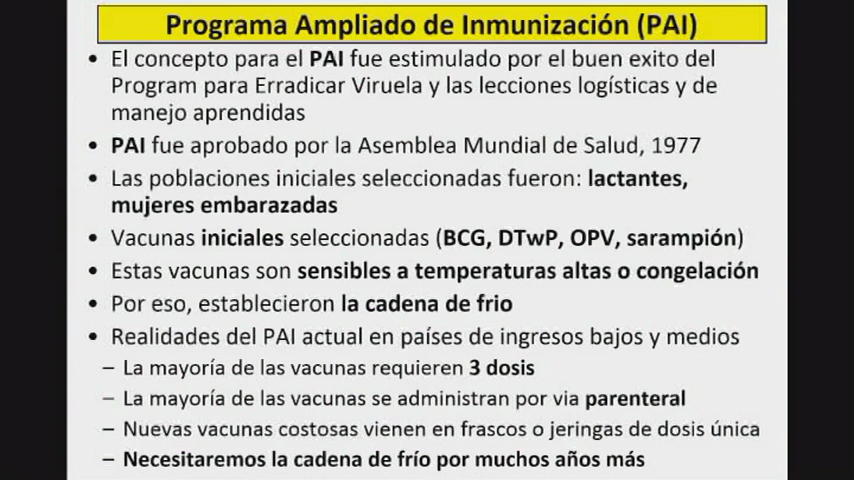 Programa Ampliado de Inmunización (PAI)
• El concepto para el PAI fue estimulado por el buen exito del
Program para Erradicar Viruela y las lecciones logísticas y de
manejo aprendidas
• PAI fue aprobado por la Asemblea Mundial de Salud, 1977
• Las poblaciones iniciales seleccionadas fueron: lactantes,
mujeres embarazadas
• Vacunas iniciales seleccionadas (BCG, DTwP, OPV, sarampión)
• Estas vacunas son sensibles a temperaturas altas o congelación
• Por eso, establecieron la cadena de frio
• Realidades del PAI actual en países de ingresos bajos y medios
– La mayoría de las vacunas requieren 3 dosis
– La mayoría de las vacunas se administran por via parenteral
– Nuevas vacunas costosas vienen en frascos o jeringas de dosis única
– Necesitaremos la cadena de frío por muchos años más